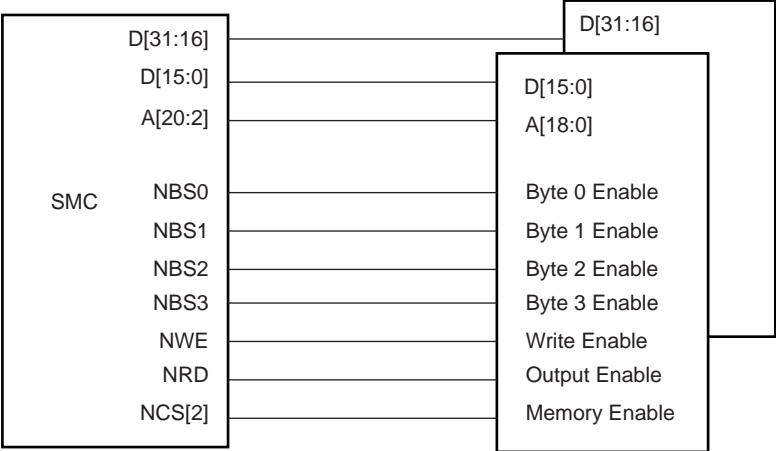 D[31:16] D[31:16]
D[15:0] D[15:0]
A[20:2] A[18:0]
SMC
NBS0 Byte 0 Enable
NBS1 Byte 1 Enable
NBS2 Byte 2 Enable
NBS3 Byte 3 Enable
NWE Write Enable
NRD Output Enable
NCS[2] Memory Enable